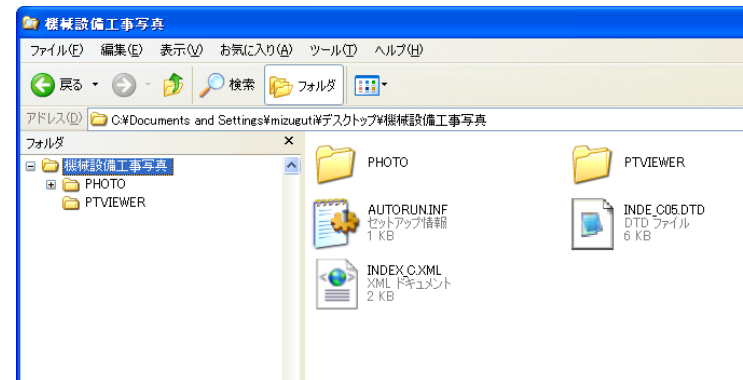 機械設備工事写真
ファイル(F) 編集(E) 表示(V) お気に入り(A) ツール(T) ヘルプ(H)
戻る 検索 フォルダ
アドレス(D) C:¥Documents and Settings¥mizuguti¥デスクトップ¥機械設備工事写真
フォルダ ×
機械設備工事写真
PHOTO
PTVIEWER
PHOTO
PTVIEWER
AUTORUN.INF
セットアップ情報
1 KB
INDE_C05.DTD
DTD ファイル
6 KB
INDEX_C.XML
XML ドキュメント
2 KB